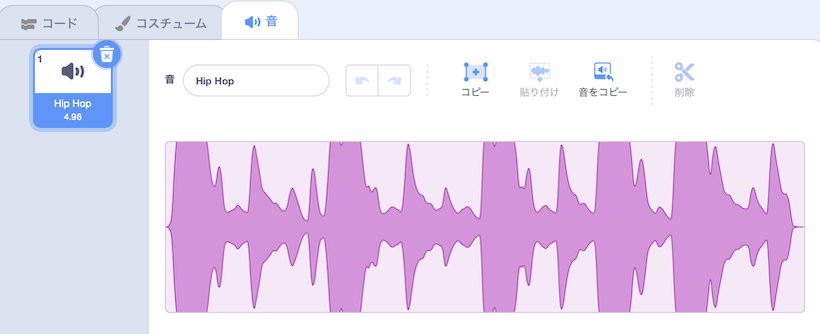 コード
コスチューム
音
1
Hip Hop
4.98
音
Hip Hop
コピー
貼り付け
音をコピー
削除